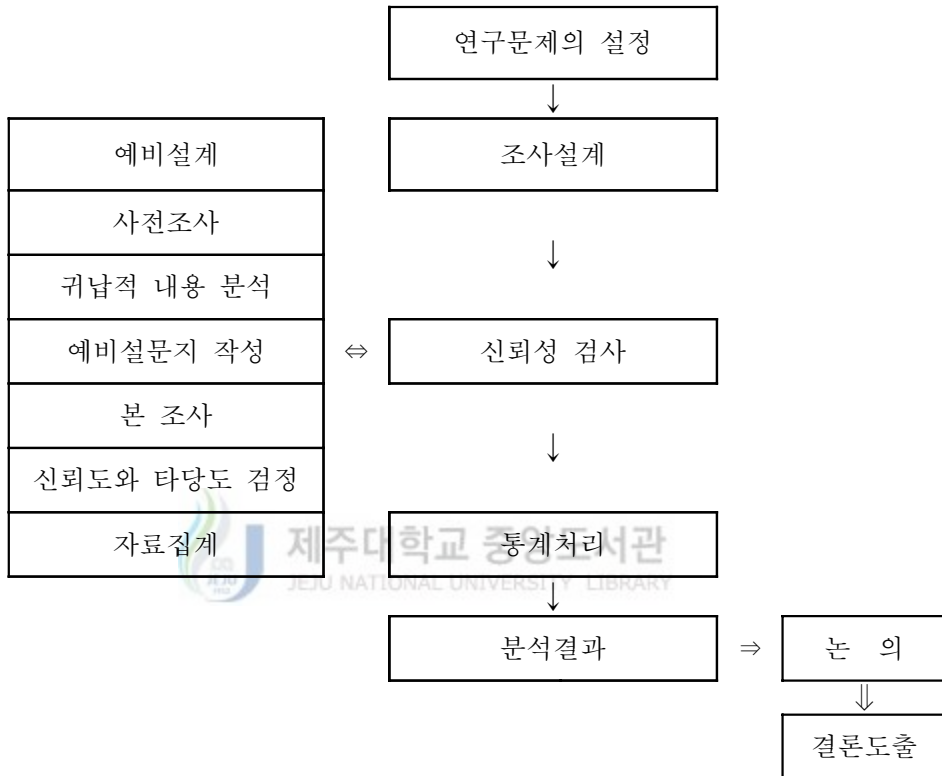 연구문제의 설정
↓
예비설계
조사설계
사전조사
↓
귀납적 내용 분석
예비설문지 작성 ⇔ 신뢰성 검사
본 조사
↓
신뢰도와 타당도 검정
자료집계
통계처리
제주대학교 중앙도서관
JEJU NATIONAL UNIVERSITY LIBRARY
↓
분석결과 ⇒ 논 의
⇓
결론도출